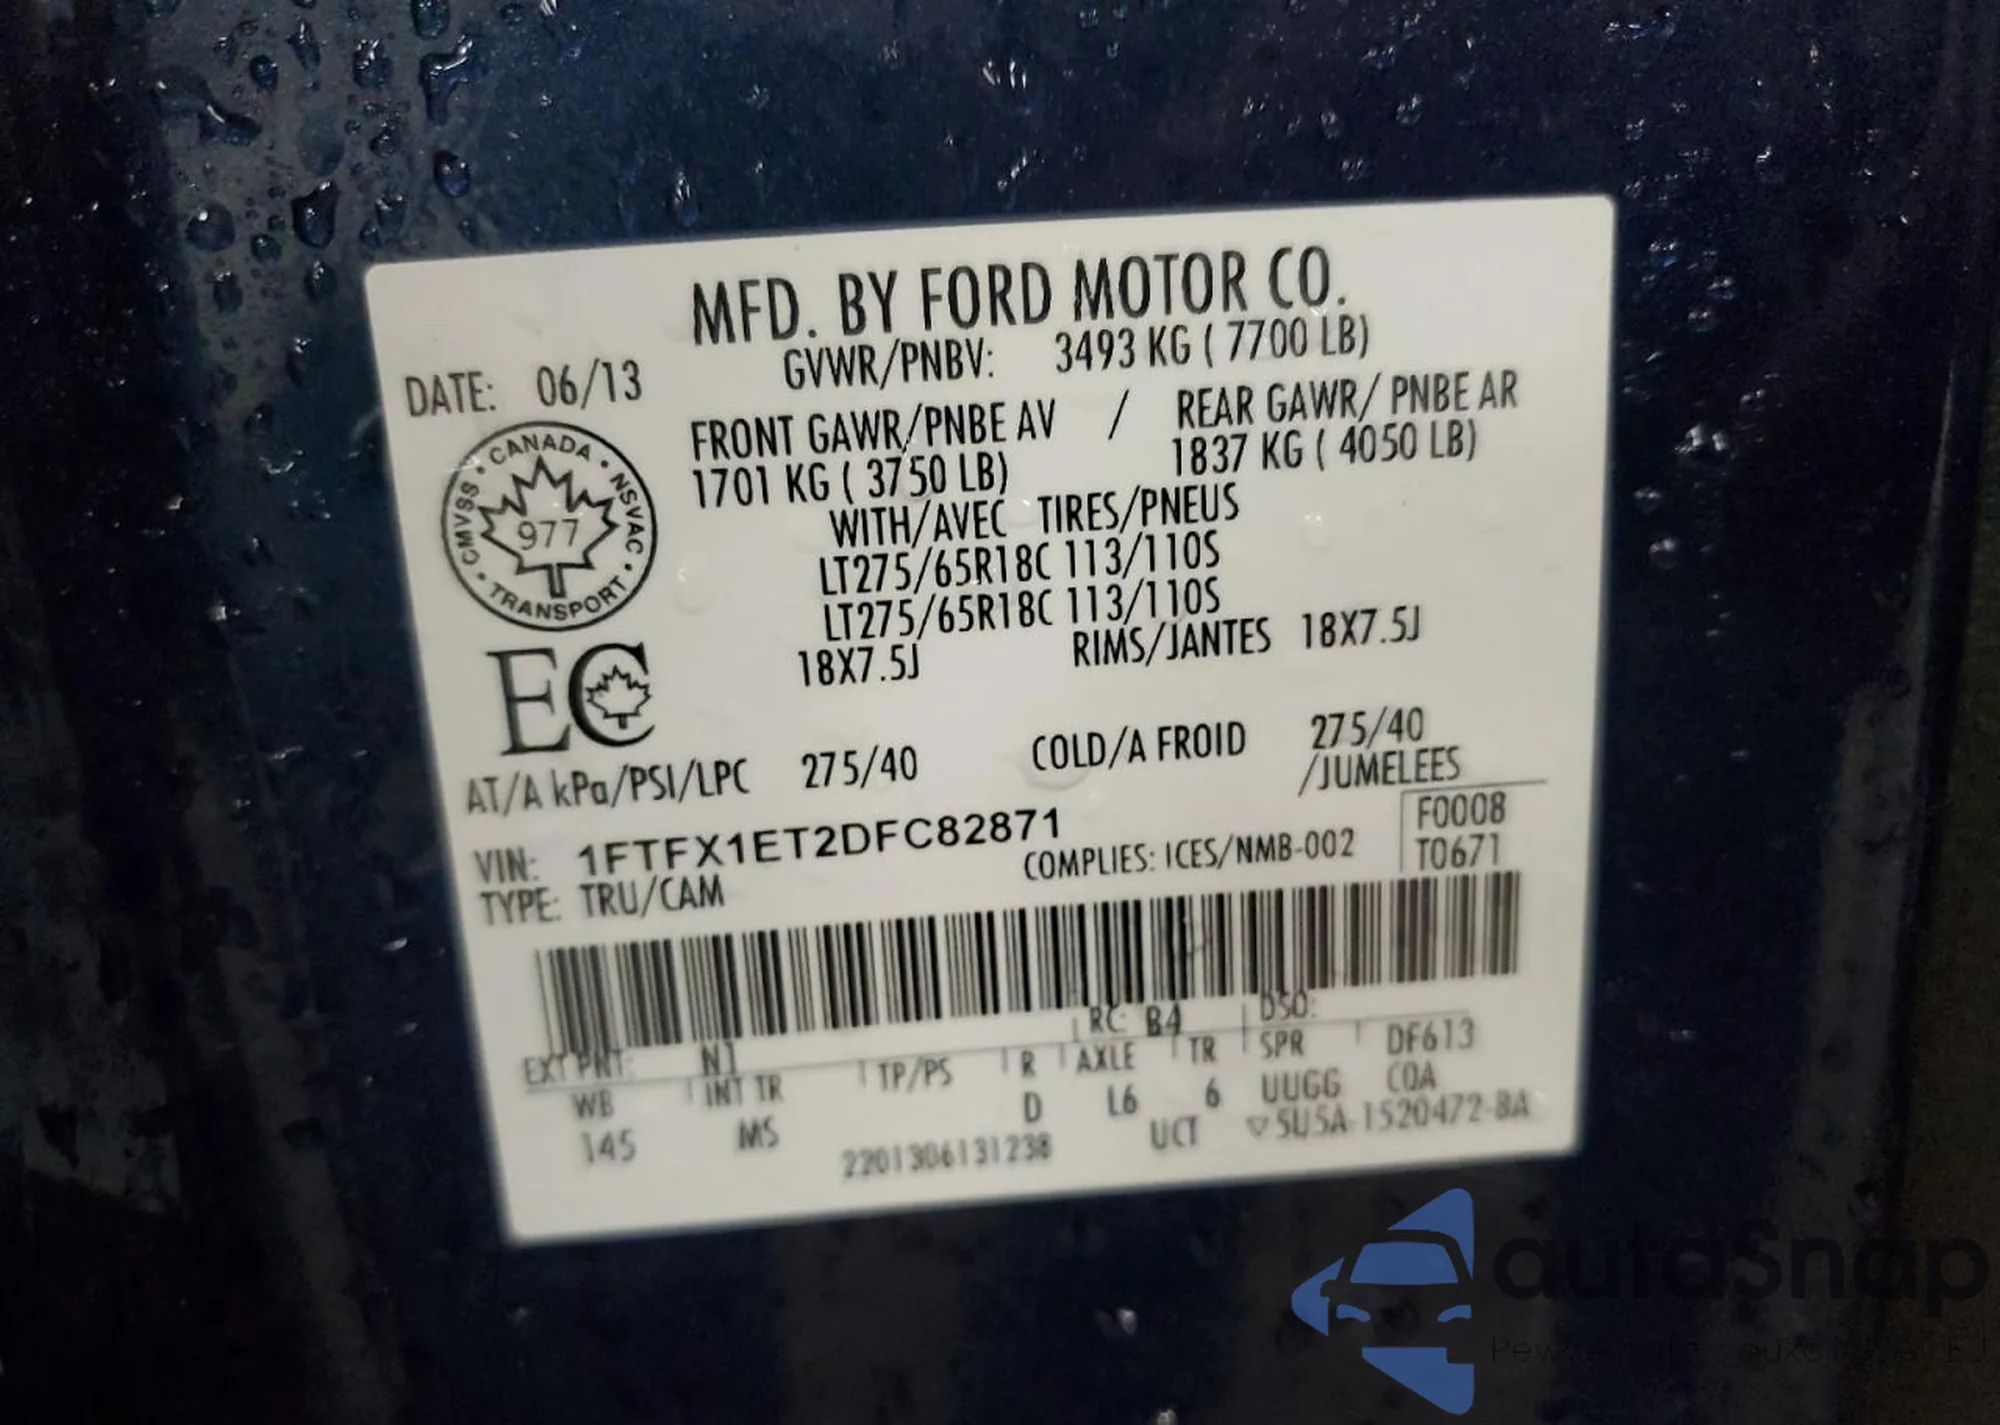 MFD. BY FORD MOTOR CO.
DATE: 06/13
GVWR/PNBV: 3493 KG ( 7700 LB)
FRONT GAWR/PNBE AV / REAR GAWR/ PNBE AR
1701 KG ( 3750 LB) 1837 KG ( 4050 LB)
WITH/AVEC TIRES/PNEUS
LT275/65R18C 113/110S
LT275/65R18C 113/110S
18X7.5J RIMS/JANTES 18X7.5J
CANADA · NSVAC · TRANSPORT · CMVSS ·
977
EC
AT/A kPa/PSI/LPC 275/40 COLD/A FROID 275/40
/JUMELEES
VIN: 1FTFX1ET2DFC82871
COMPLIES: ICES/NMB-002
F0008
T0671
TYPE: TRU/CAM
EXT PNT: N1 RC: B4 DSO:
WB INT TR TP/PS R AXLE TR SPR DF613
145 MS D L6 6 UUGG COA
2201306131238 UCT ▽5U5A-1520472-BA
autoSnap